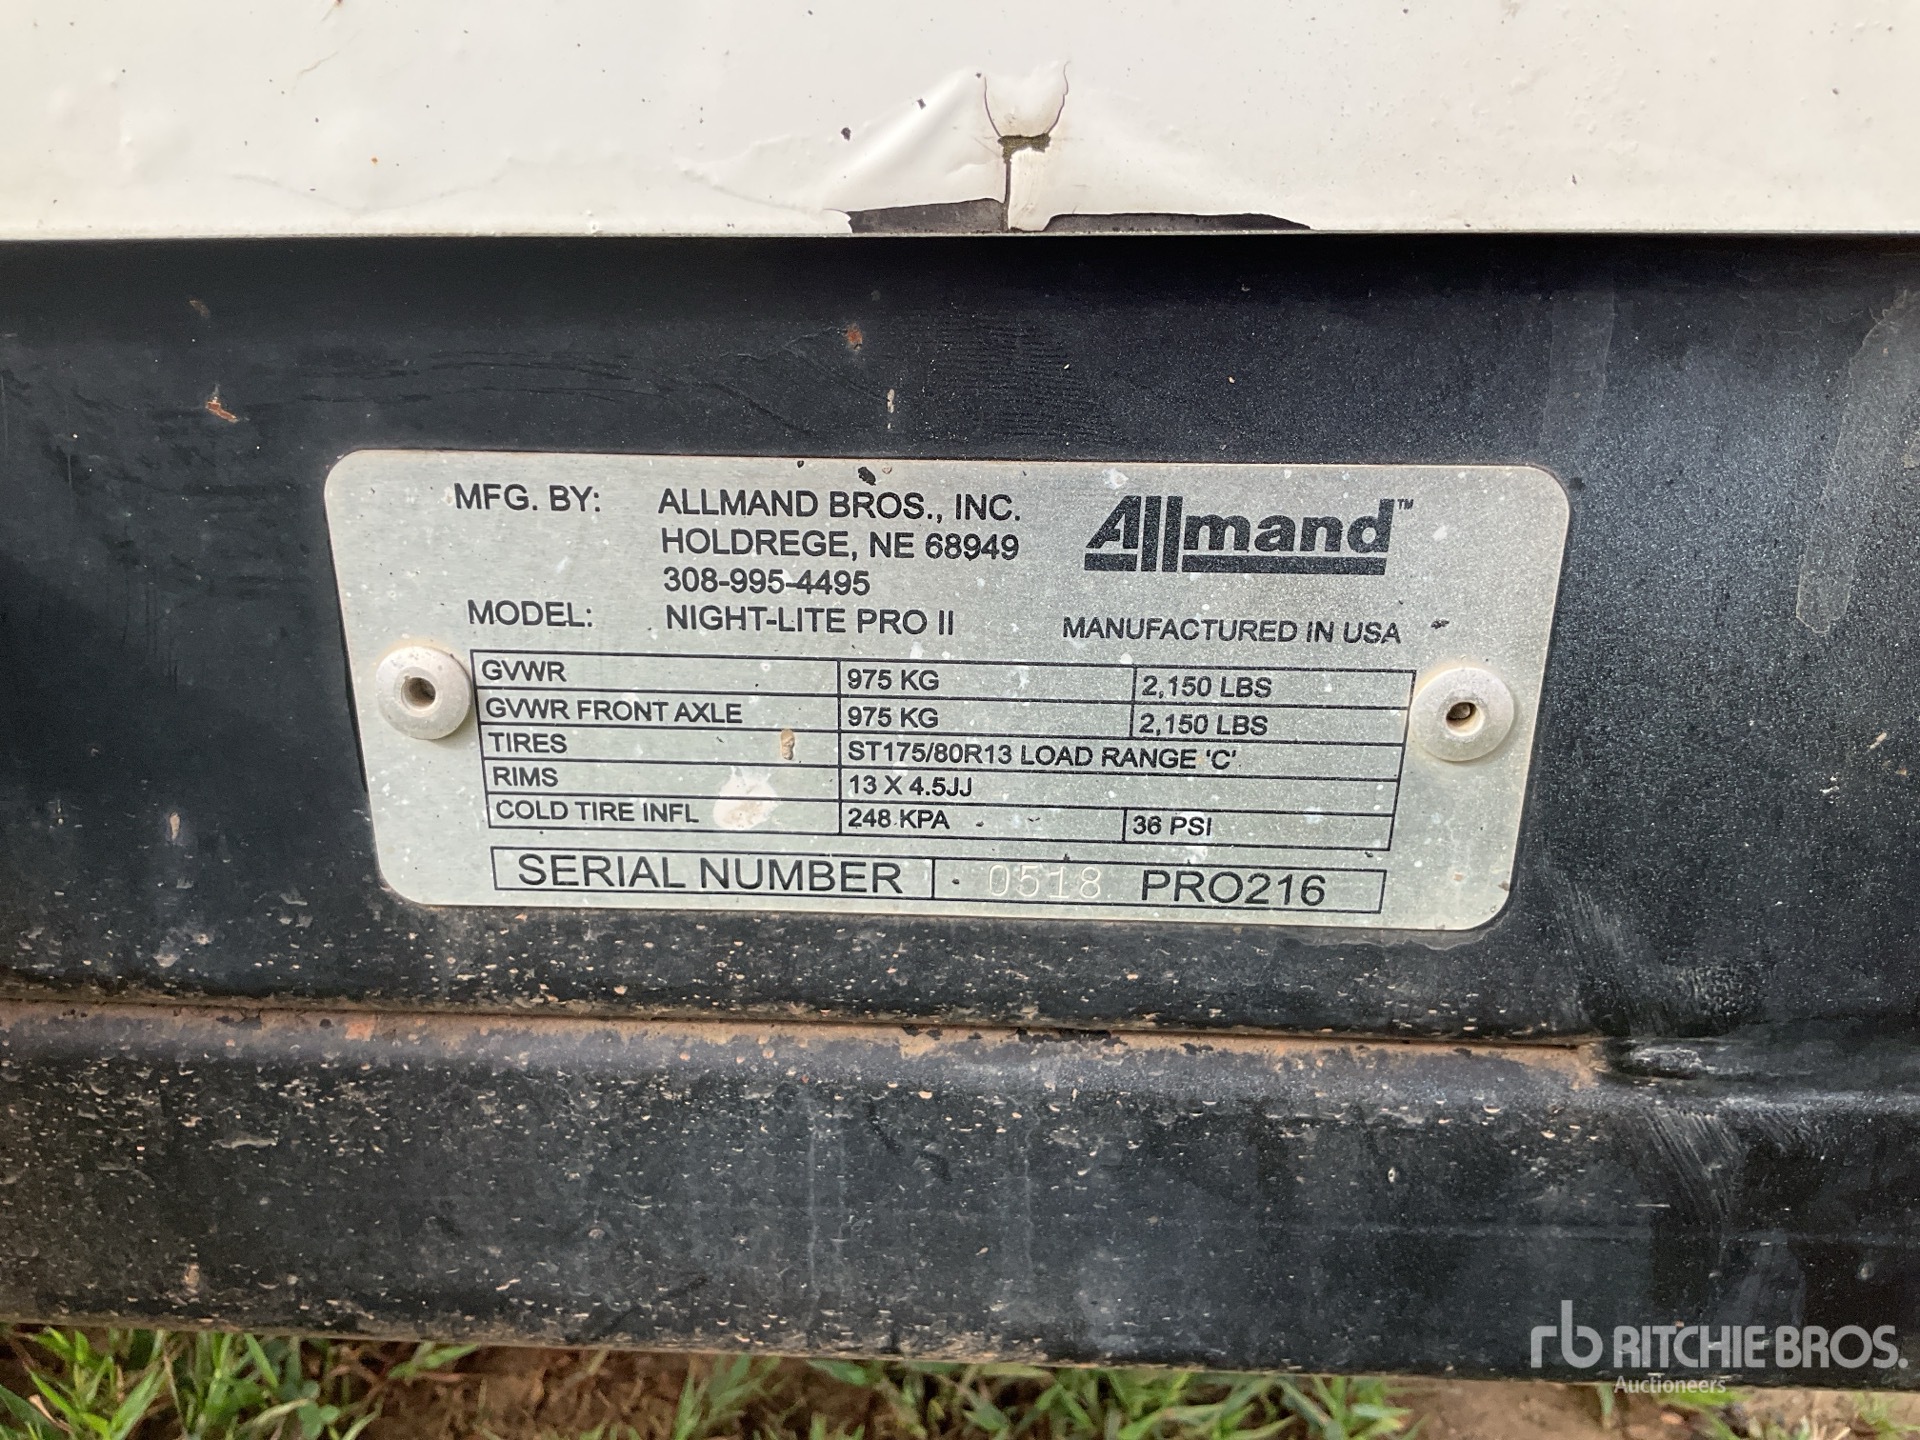 MFG. BY: ALLMAND BROS., INC.
HOLDREGE, NE 68949
308-995-4495
Allmand™
MODEL: NIGHT-LITE PRO II
MANUFACTURED IN USA
GVWR 975 KG 2,150 LBS
GVWR FRONT AXLE 975 KG 2,150 LBS
TIRES ST175/80R13 LOAD RANGE 'C'
RIMS 13 X 4.5JJ
COLD TIRE INFL 248 KPA 36 PSI
SERIAL NUMBER 0518 PRO216
rb RITCHIE BROS.
Auctioneers